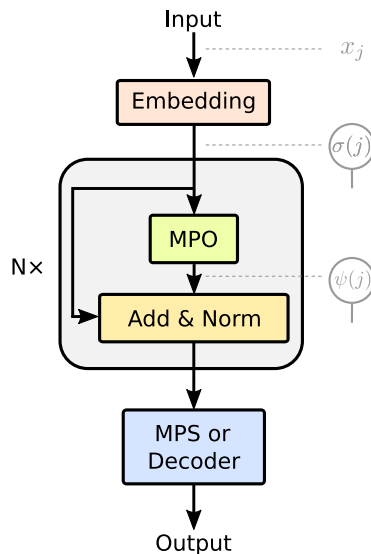 Input
x_j
Embedding
σ(j)
MPO
N×
ψ(j)
Add & Norm
MPS or
Decoder
Output